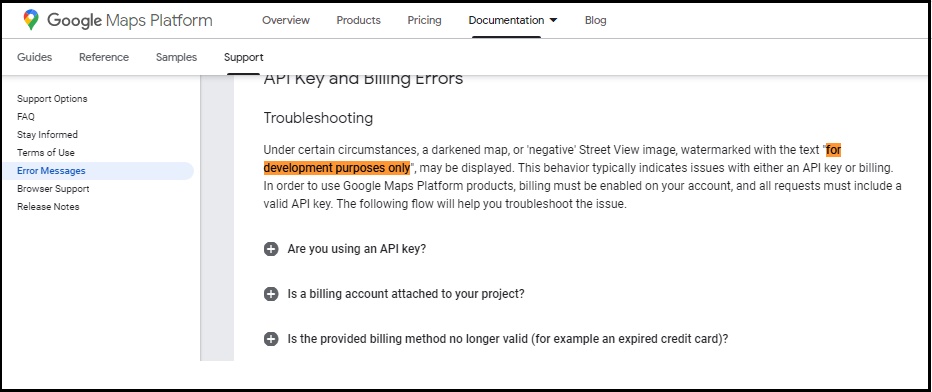 Google Maps Platform
Overview
Products
Pricing
Documentation
Blog
Guides
Reference
Samples
Support
Support Options
FAQ
Stay Informed
Terms of Use
Error Messages
Browser Support
Release Notes
API Key and Billing Errors
Troubleshooting
Under certain circumstances, a darkened map, or 'negative' Street View image, watermarked with the text "for
development purposes only", may be displayed. This behavior typically indicates issues with either an API key or billing.
In order to use Google Maps Platform products, billing must be enabled on your account, and all requests must include a
valid API key. The following flow will help you troubleshoot the issue.
Are you using an API key?
Is a billing account attached to your project?
Is the provided billing method no longer valid (for example an expired credit card)?